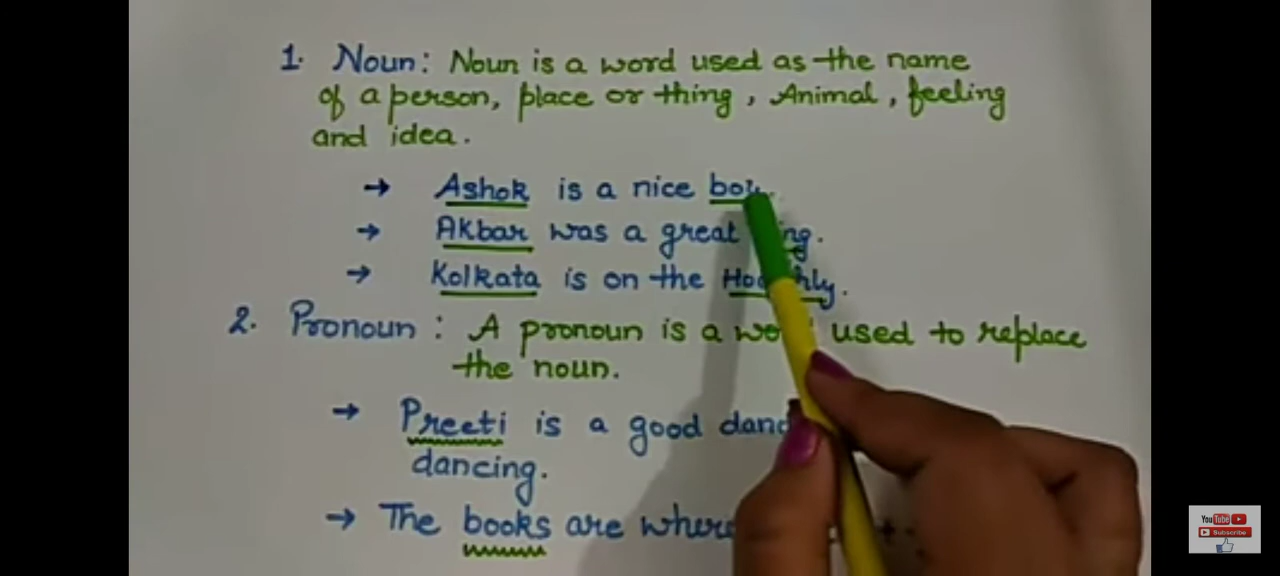 1. Noun: Noun is a word used as the name
of a person, place or thing, Animal, feeling
and idea.
→ Ashok is a nice
→ Akbar was a great
→ Kolkata is on the
2. Pronoun: A pronoun is a used to replace
the noun.
→ Preeti is a good
dancing.
→ The books are
YouTube
Subscribe